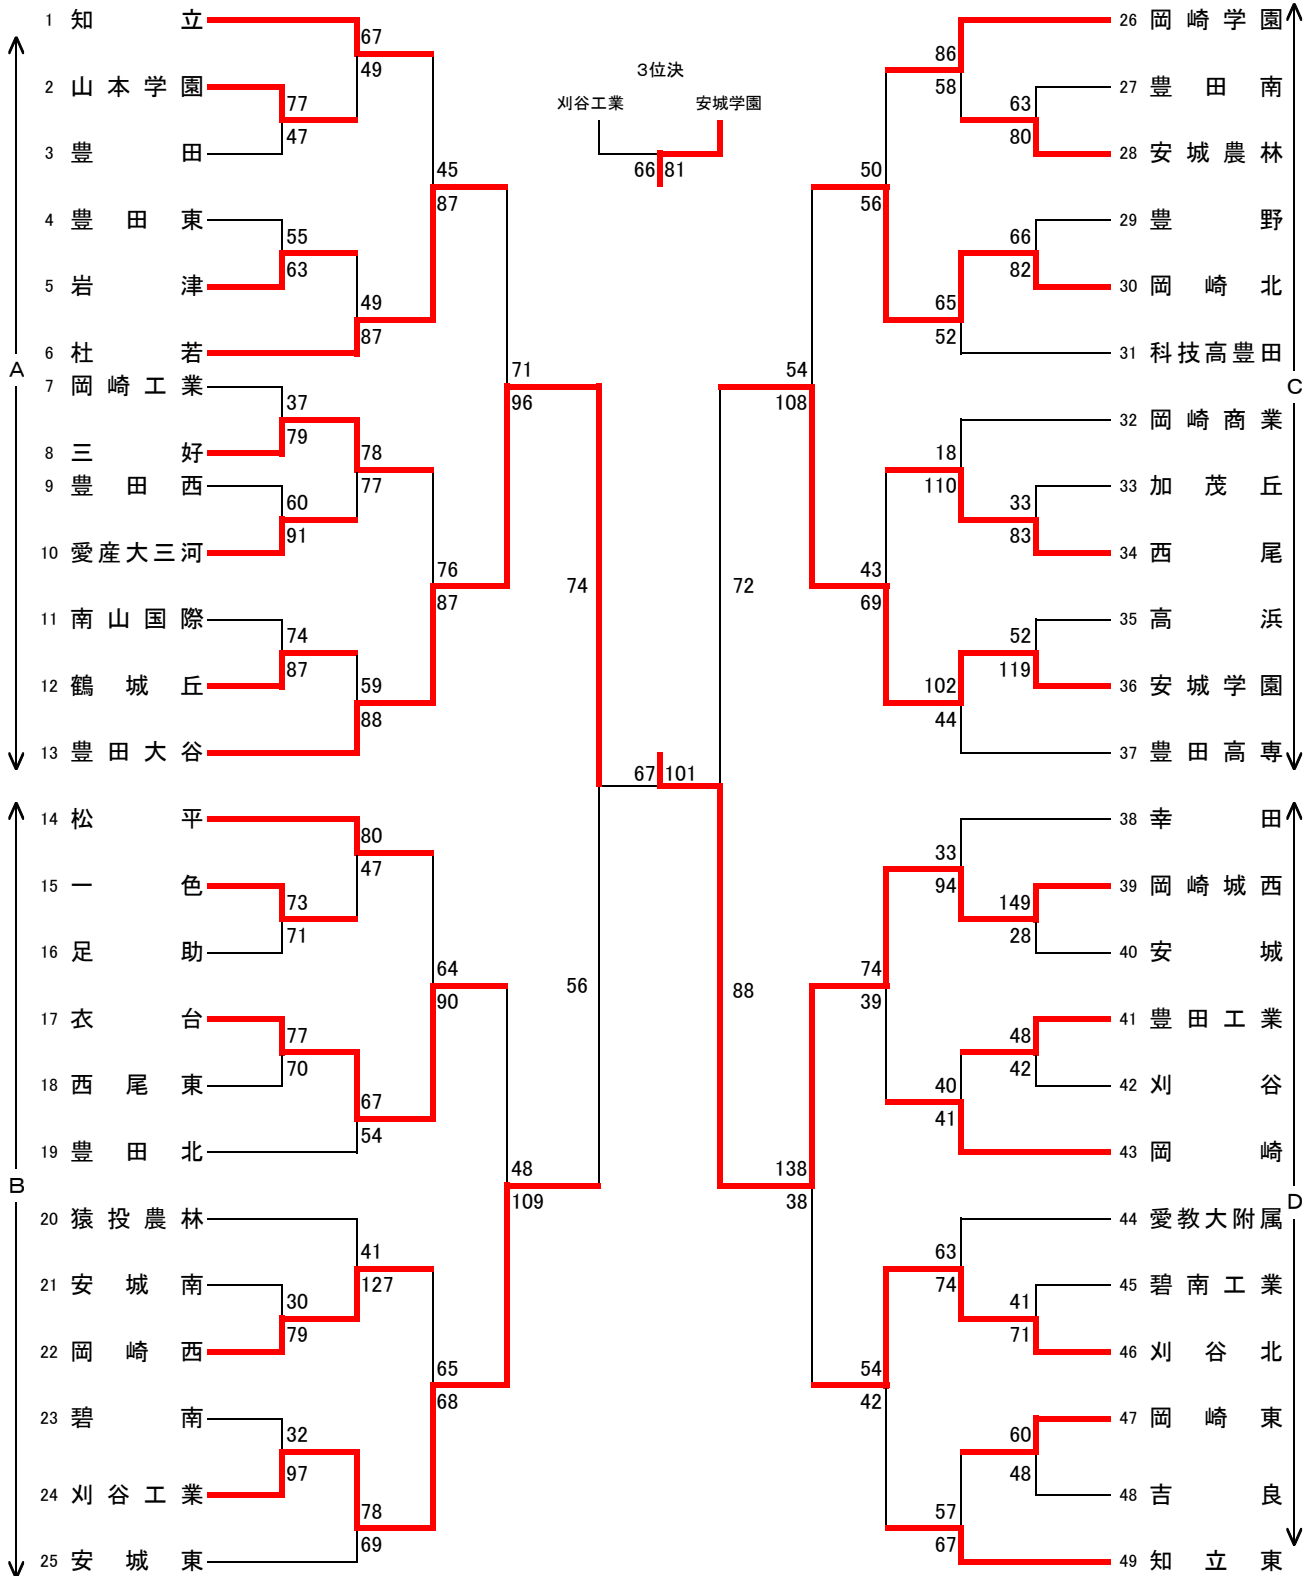 3位決
刈谷工業 安城学園
66 81
A
1 知立
67
49
2 山本学園
77
47
3 豊田
45
87
4 豊田東
55
63
5 岩津
49
87
6 杜若
71
96
7 岡崎工業
37
79
8 三好
78
77
9 豊田西
60
91
10 愛産大三河
76
87
11 南山国際
74
87
12 鶴城丘
59
88
13 豊田大谷
74
67 101
B
14 松平
80
47
15 一色
73
71
16 足助
64
90
17 衣台
77
70
18 西尾東
67
54
19 豊田北
56
48
109
20 猿投農林
41
127
21 安城南
30
79
22 岡崎西
65
68
23 碧南
32
97
24 刈谷工業
78
69
25 安城東
C
26 岡崎学園
86
58
27 豊田南
63
80
28 安城農林
50
56
29 豊野
66
82
30 岡崎北
65
52
31 科技高豊田
54
108
32 岡崎商業
18
110
33 加茂丘
33
83
34 西尾
43
69
35 高浜
52
119
36 安城学園
102
44
37 豊田高専
72
D
38 幸田
33
94
39 岡崎城西
149
28
40 安城
74
39
41 豊田工業
48
42
42 刈谷
40
41
43 岡崎
88
138
38
44 愛教大附属
63
74
45 碧南工業
41
71
46 刈谷北
54
42
47 岡崎東
60
48
48 吉良
57
67
49 知立東